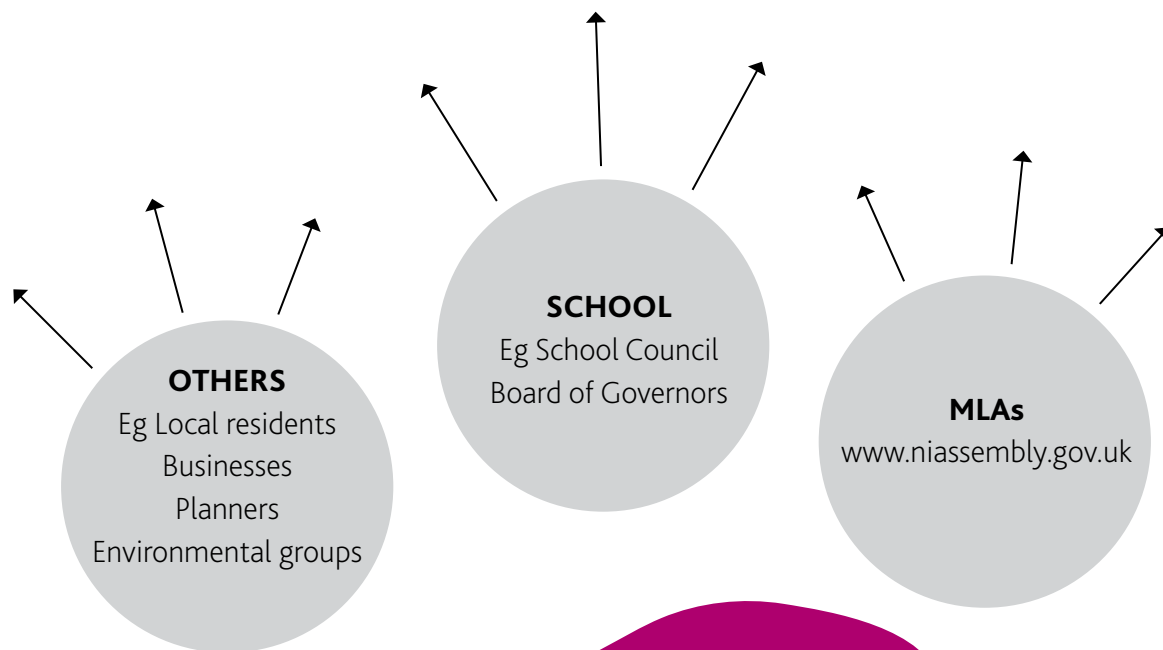 OTHERS
Eg Local residents
Businesses
Planners
Environmental groups
SCHOOL
Eg School Council
Board of Governors
MLAs
www.niassembly.gov.uk